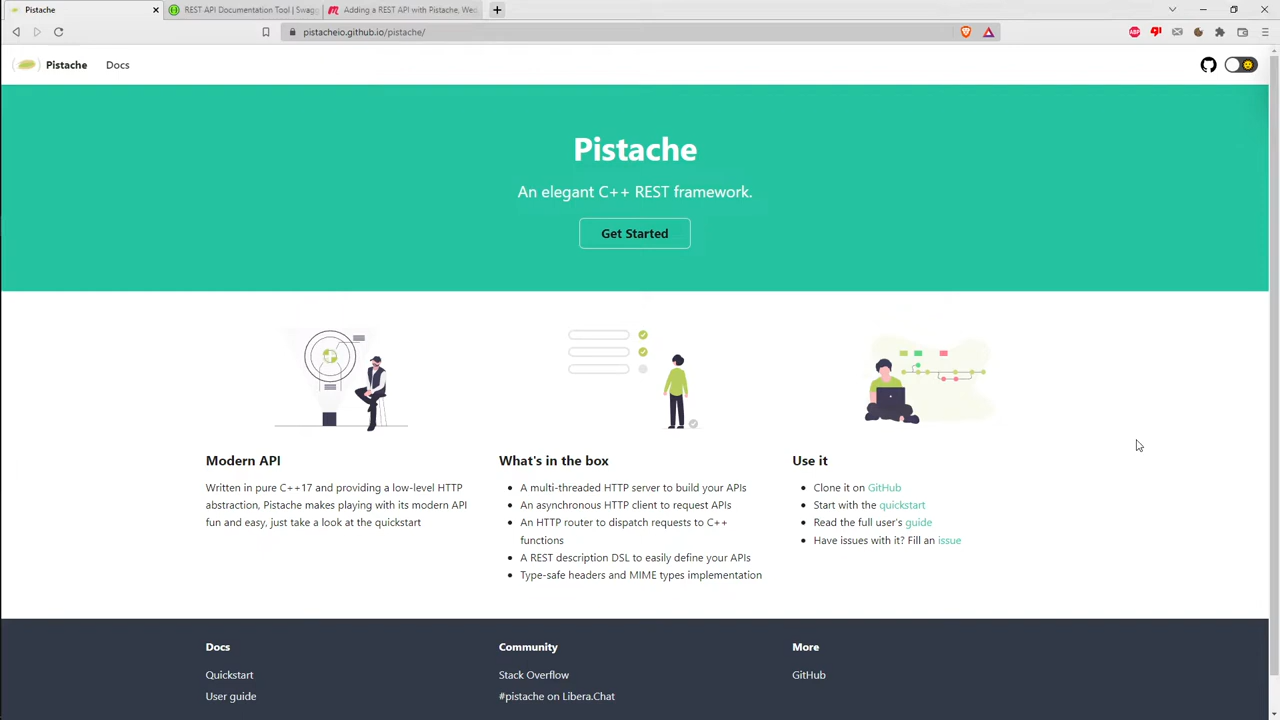 Pistache
REST API Documentation Tool | Swagg
Adding a REST API with Pistache, Wes
pistacheio.github.io/pistache/
Pistache
Docs
Pistache
An elegant C++ REST framework.
Get Started
Modern API
Written in pure C++17 and providing a low-level HTTP
abstraction, Pistache makes playing with its modern API
fun and easy, just take a look at the quickstart
What's in the box
A multi-threaded HTTP server to build your APIs
An asynchronous HTTP client to request APIs
An HTTP router to dispatch requests to C++
functions
A REST description DSL to easily define your APIs
Type-safe headers and MIME types implementation
Use it
Clone it on GitHub
Start with the quickstart
Read the full user's guide
Have issues with it? Fill an issue
Docs
Quickstart
User guide
Community
Stack Overflow
#pistache on Libera.Chat
More
GitHub